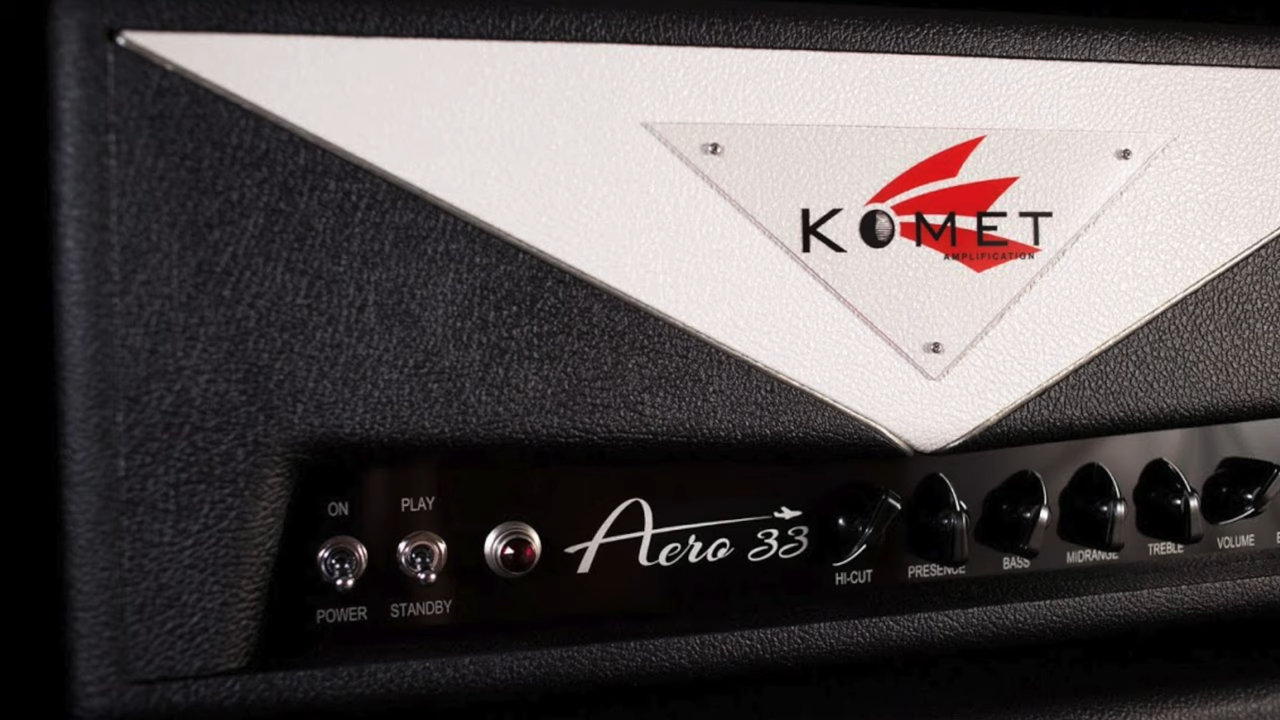 KOMET
AMPLIFICATION
ON
PLAY
Aero 33
POWER
STANDBY
HI-CUT
PRESENCE
BASS
MIDRANGE
TREBLE
VOLUME